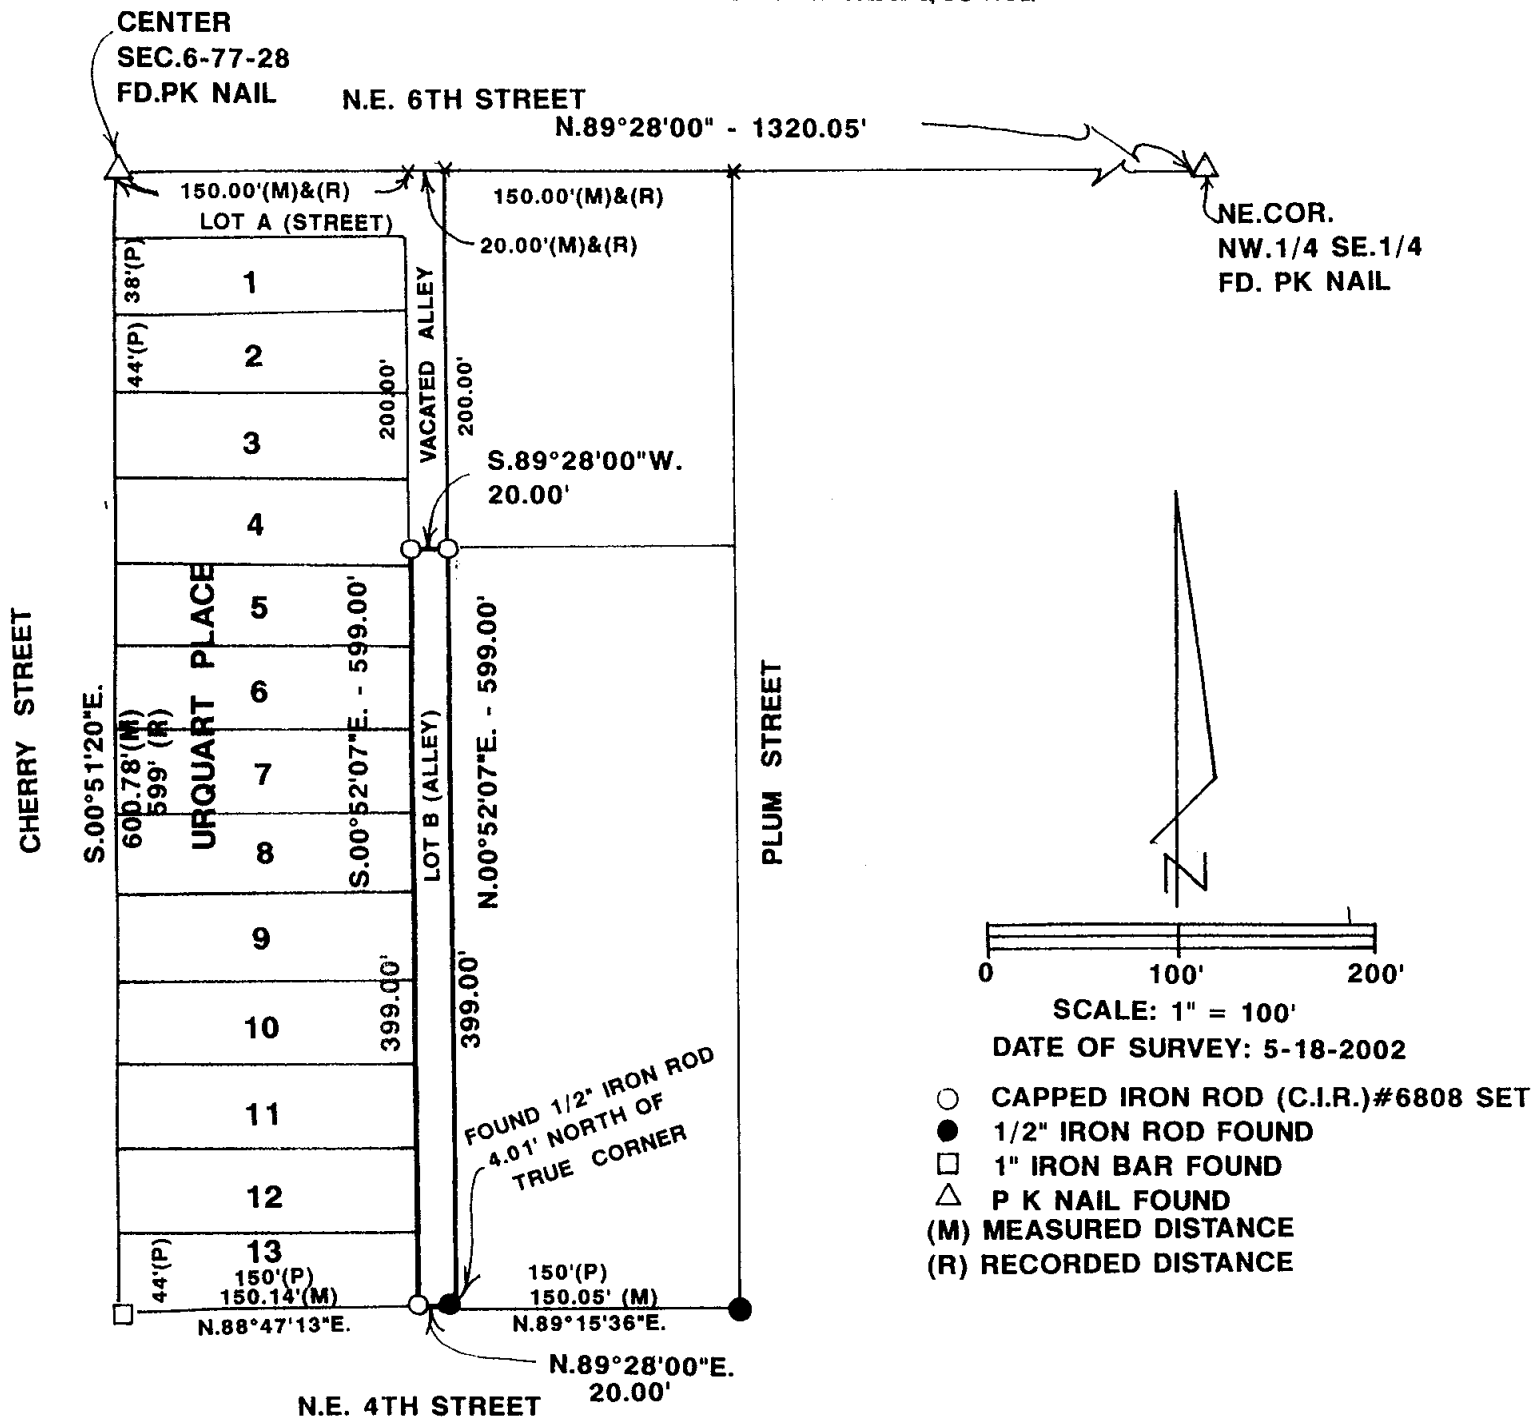 CENTER
SEC.6-77-28
FD.PK NAIL
N.E. 6TH STREET
N.89°28'00" - 1320.05'
150.00'(M)&(R)
150.00'(M)&(R)
LOT A (STREET)
20.00'(M)&(R)
NE.COR.
NW.1/4 SE.1/4
FD. PK NAIL
38'(P)
1
44'(P)
2
3
4
200.00'
VACATED ALLEY
200.00'
S.89°28'00"W.
20.00'
CHERRY STREET
S.00°51'20"E.
600.78'(M)
599' (R)
URQUART PLACE
5
6
7
8
S.00°52'07"E. - 599.00'
LOT B (ALLEY)
N.00°52'07"E. - 599.00'
PLUM STREET
9
10
11
12
13
399.00'
399.00'
FOUND 1/2" IRON ROD
4.01' NORTH OF
TRUE CORNER
44'(P)
150'(P)
150.14'(M)
N.88°47'13"E.
150'(P)
150.05' (M)
N.89°15'36"E.
N.89°28'00"E.
20.00'
N.E. 4TH STREET
N
0 100' 200'
SCALE: 1" = 100'
DATE OF SURVEY: 5-18-2002
CAPPED IRON ROD (C.I.R.)#6808 SET
1/2" IRON ROD FOUND
1" IRON BAR FOUND
P K NAIL FOUND
(M) MEASURED DISTANCE
(R) RECORDED DISTANCE